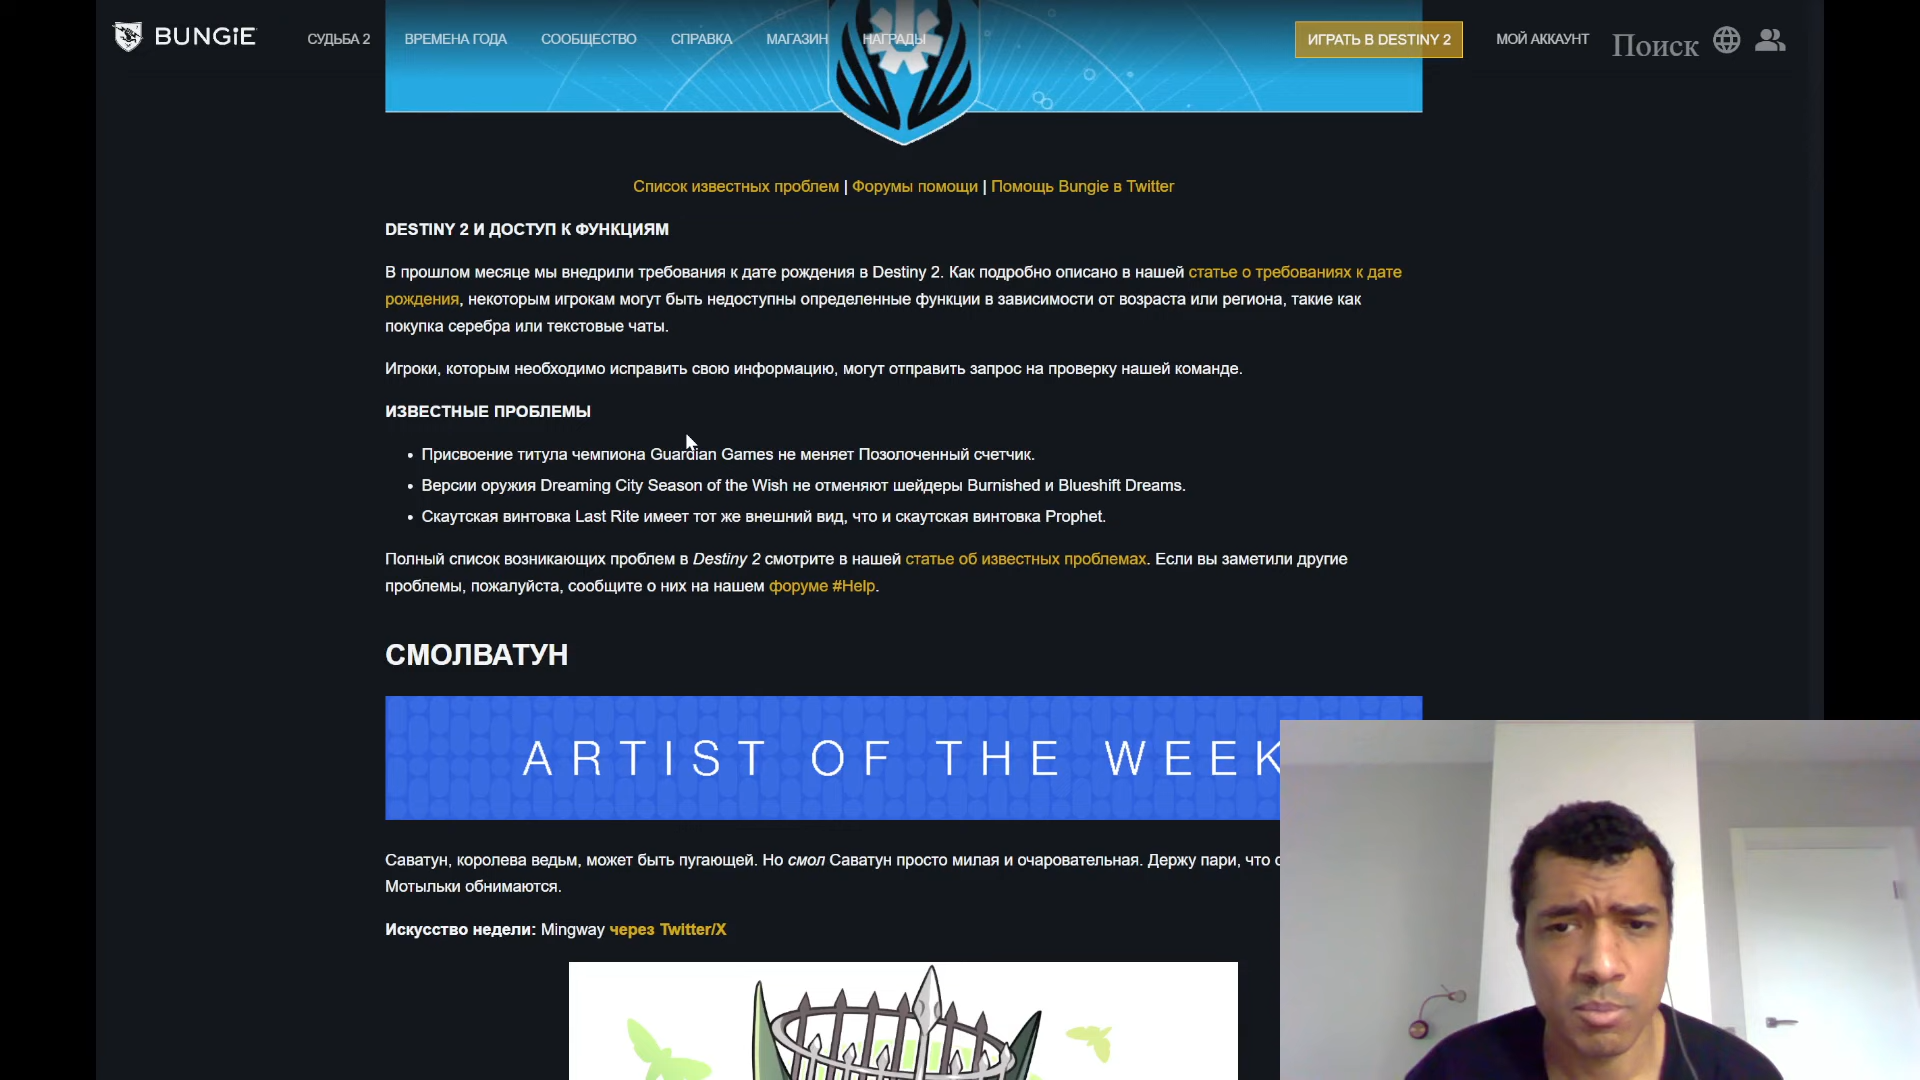 BUNGiE
СУДЬБА 2
ВРЕМЕНА ГОДА
СООБЩЕСТВО
СПРАВКА
МАГАЗИН
НАГРАДЫ
ИГРАТЬ В DESTINY 2
МОЙ АККАУНТ
Поиск
Список известных проблем | Форумы помощи | Помощь Bungie в Twitter
DESTINY 2 И ДОСТУП К ФУНКЦИЯМ
В прошлом месяце мы внедрили требования к дате рождения в Destiny 2. Как подробно описано в нашей статье о требованиях к дате
рождения, некоторым игрокам могут быть недоступны определенные функции в зависимости от возраста или региона, такие как
покупка серебра или текстовые чаты.
Игроки, которым необходимо исправить свою информацию, могут отправить запрос на проверку нашей команде.
ИЗВЕСТНЫЕ ПРОБЛЕМЫ
• Присвоение титула чемпиона Guardian Games не меняет Позолоченный счетчик.
• Версии оружия Dreaming City Season of the Wish не отменяют шейдеры Burnished и Blueshift Dreams.
• Скаутская винтовка Last Rite имеет тот же внешний вид, что и скаутская винтовка Prophet.
Полный список возникающих проблем в Destiny 2 смотрите в нашей статье об известных проблемах. Если вы заметили другие
проблемы, пожалуйста, сообщите о них на нашем форуме #Help.
СМОЛВАТУН
ARTIST OF THE WEEK
Саватун, королева ведьм, может быть пугающей. Но смол Саватун просто милая и очаровательная. Держу пари, что
Мотыльки обнимаются.
Искусство недели: Mingway через Twitter/X